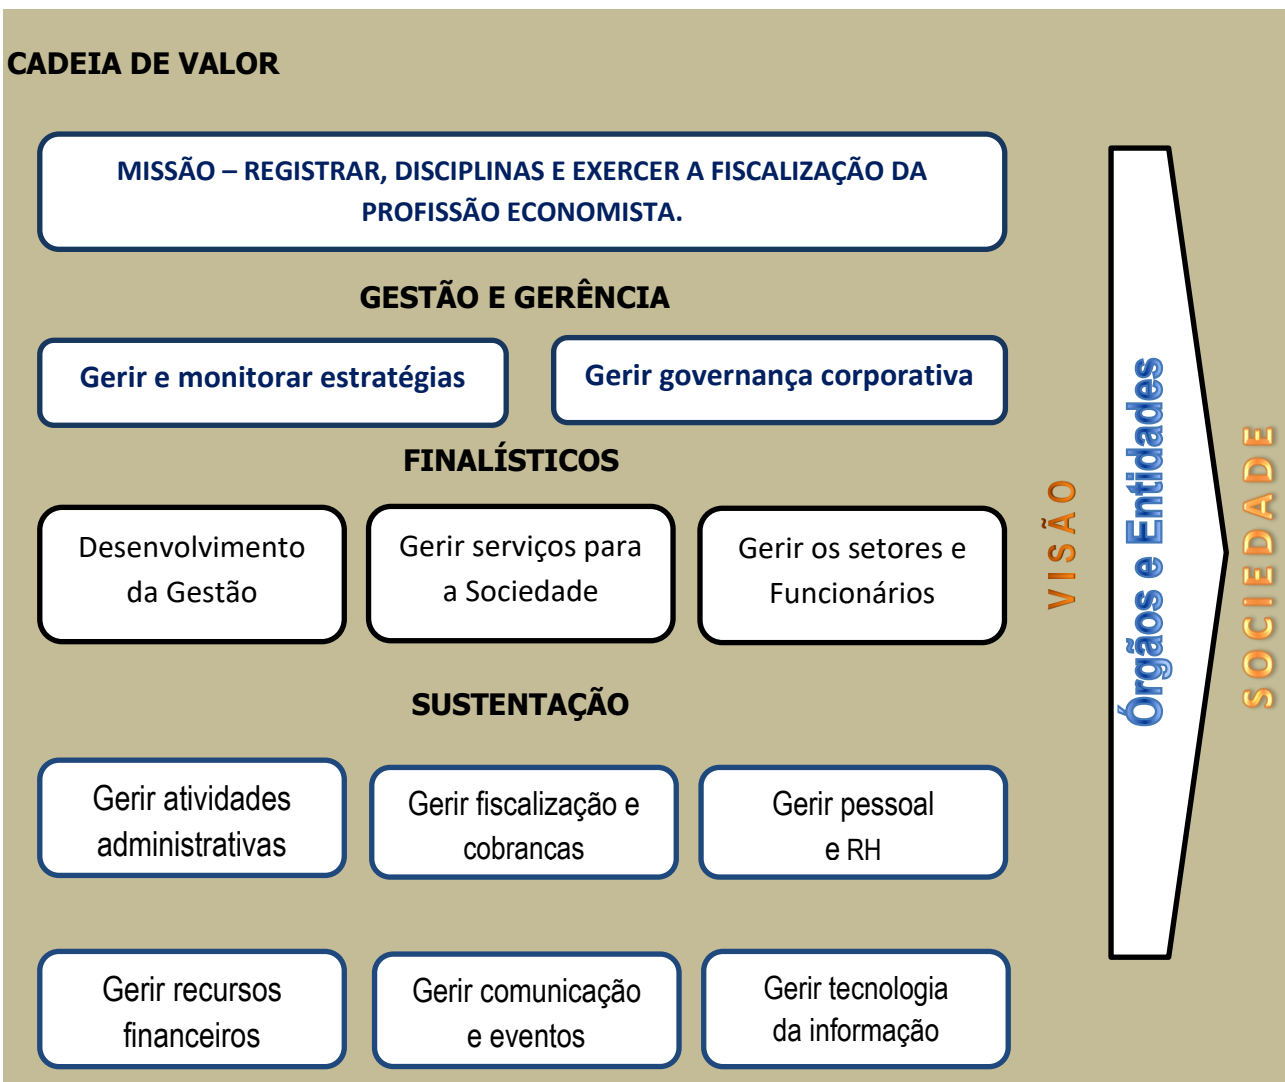 CADEIA DE VALOR
MISSÃO – REGISTRAR, DISCIPLINAS E EXERCER A FISCALIZAÇÃO DA
PROFISSÃO ECONOMISTA.
GESTÃO E GERÊNCIA
Gerir e monitorar estratégias
Gerir governança corporativa
FINALÍSTICOS
Desenvolvimento
da Gestão
Gerir serviços para
a Sociedade
Gerir os setores e
Funcionários
SUSTENTAÇÃO
Gerir atividades
administrativas
Gerir fiscalização e
cobrancas
Gerir pessoal
e RH
Gerir recursos
financeiros
Gerir comunicação
e eventos
Gerir tecnologia
da informação
VISÃO
Órgãos e Entidades
SOCIEDADE